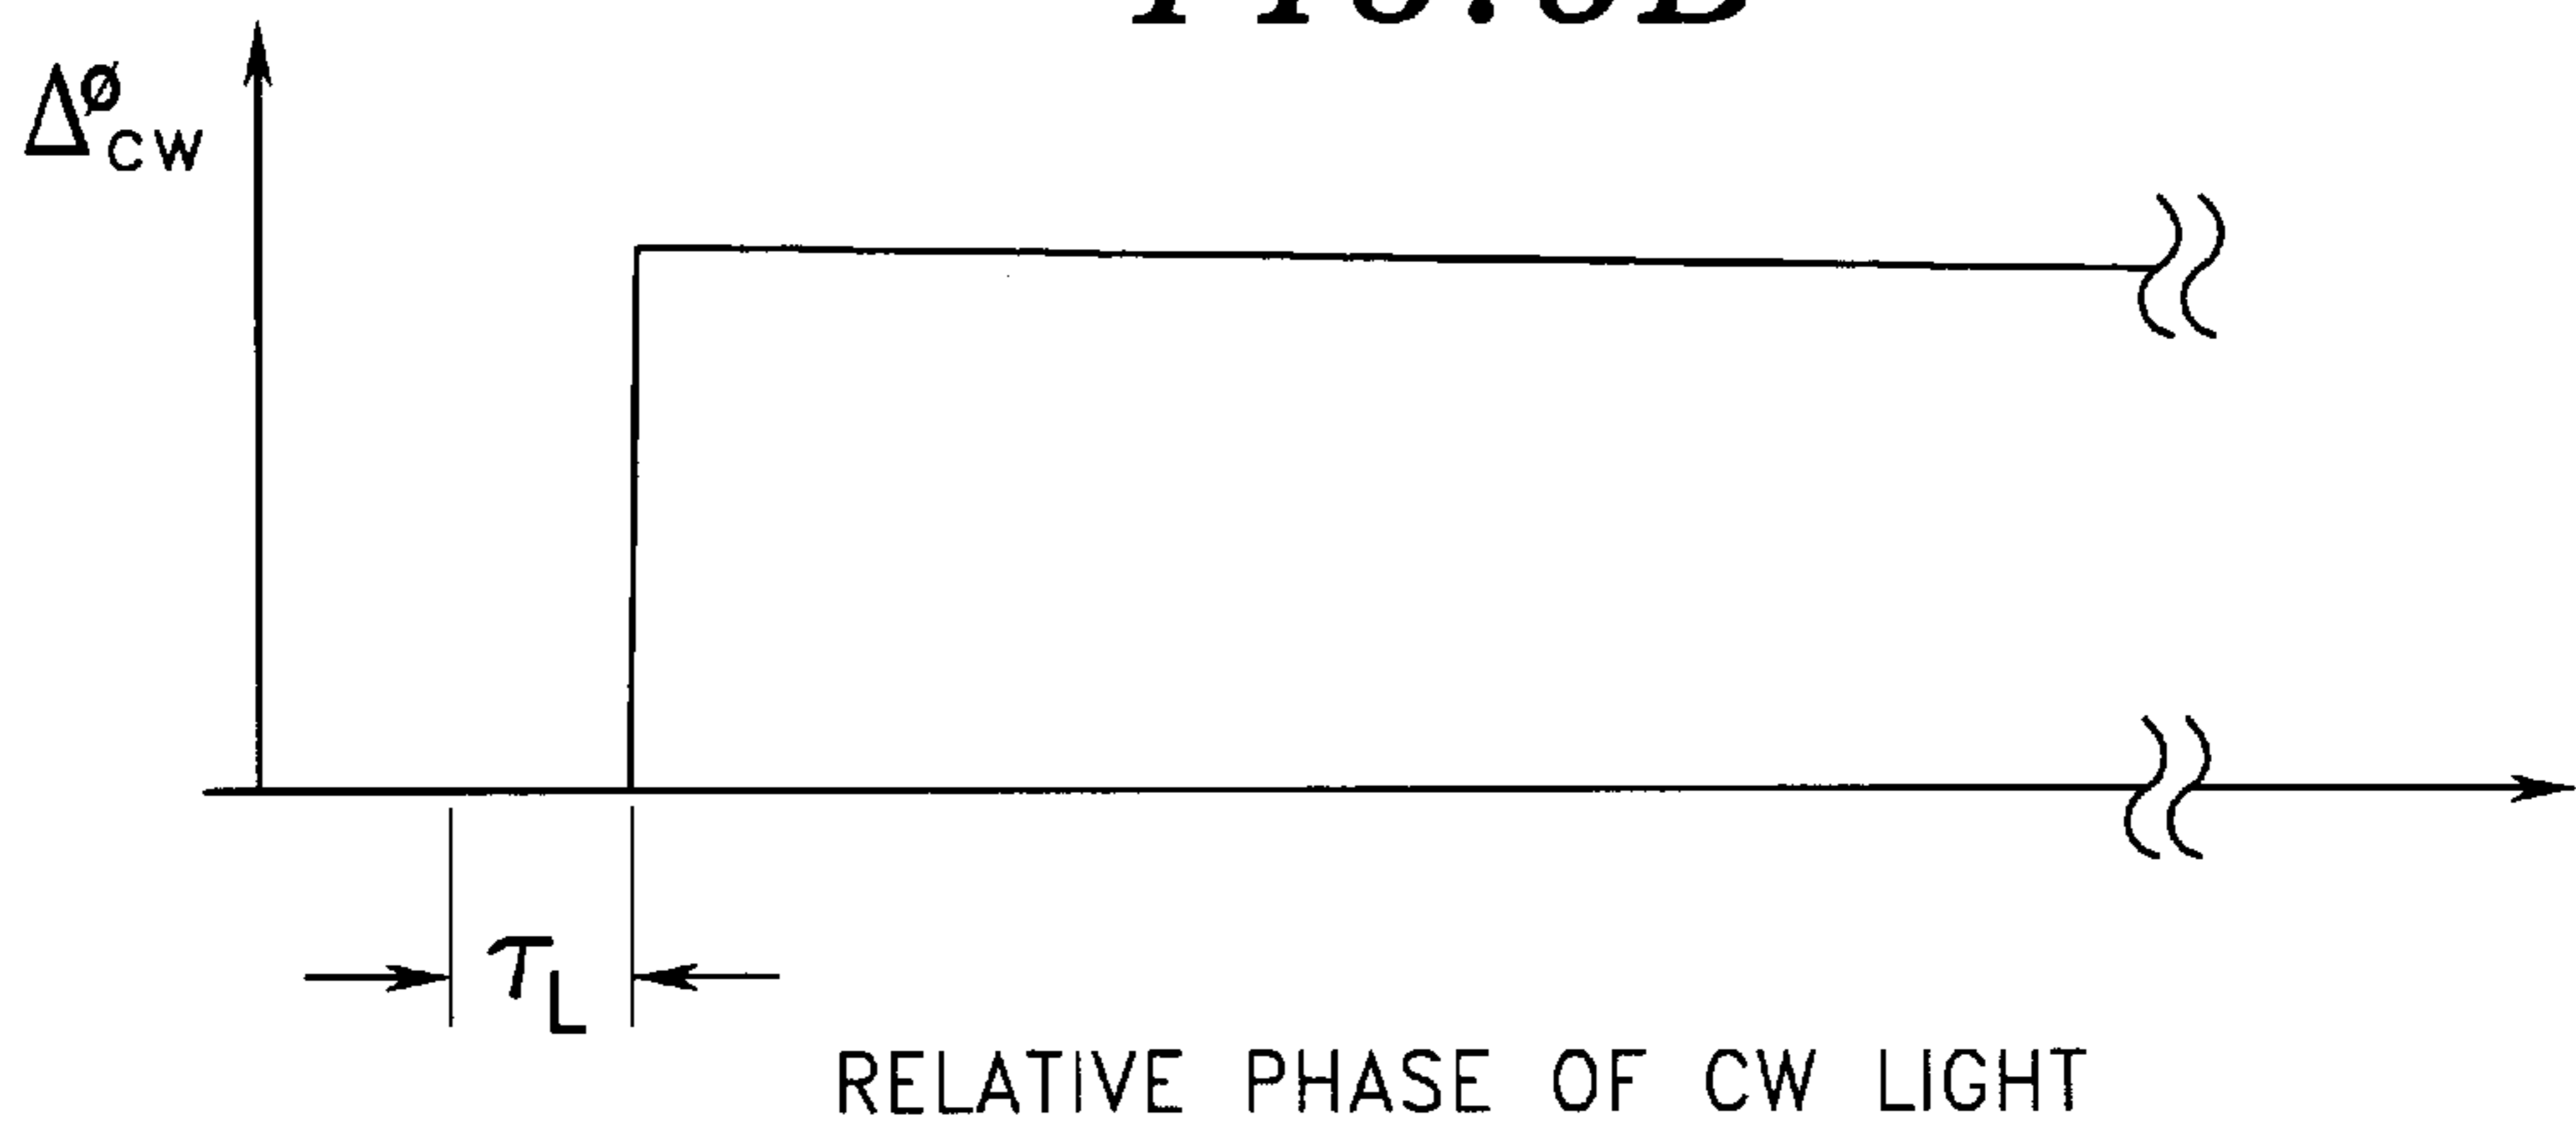 Δø
CW
τL
RELATIVE PHASE OF CW LIGHT